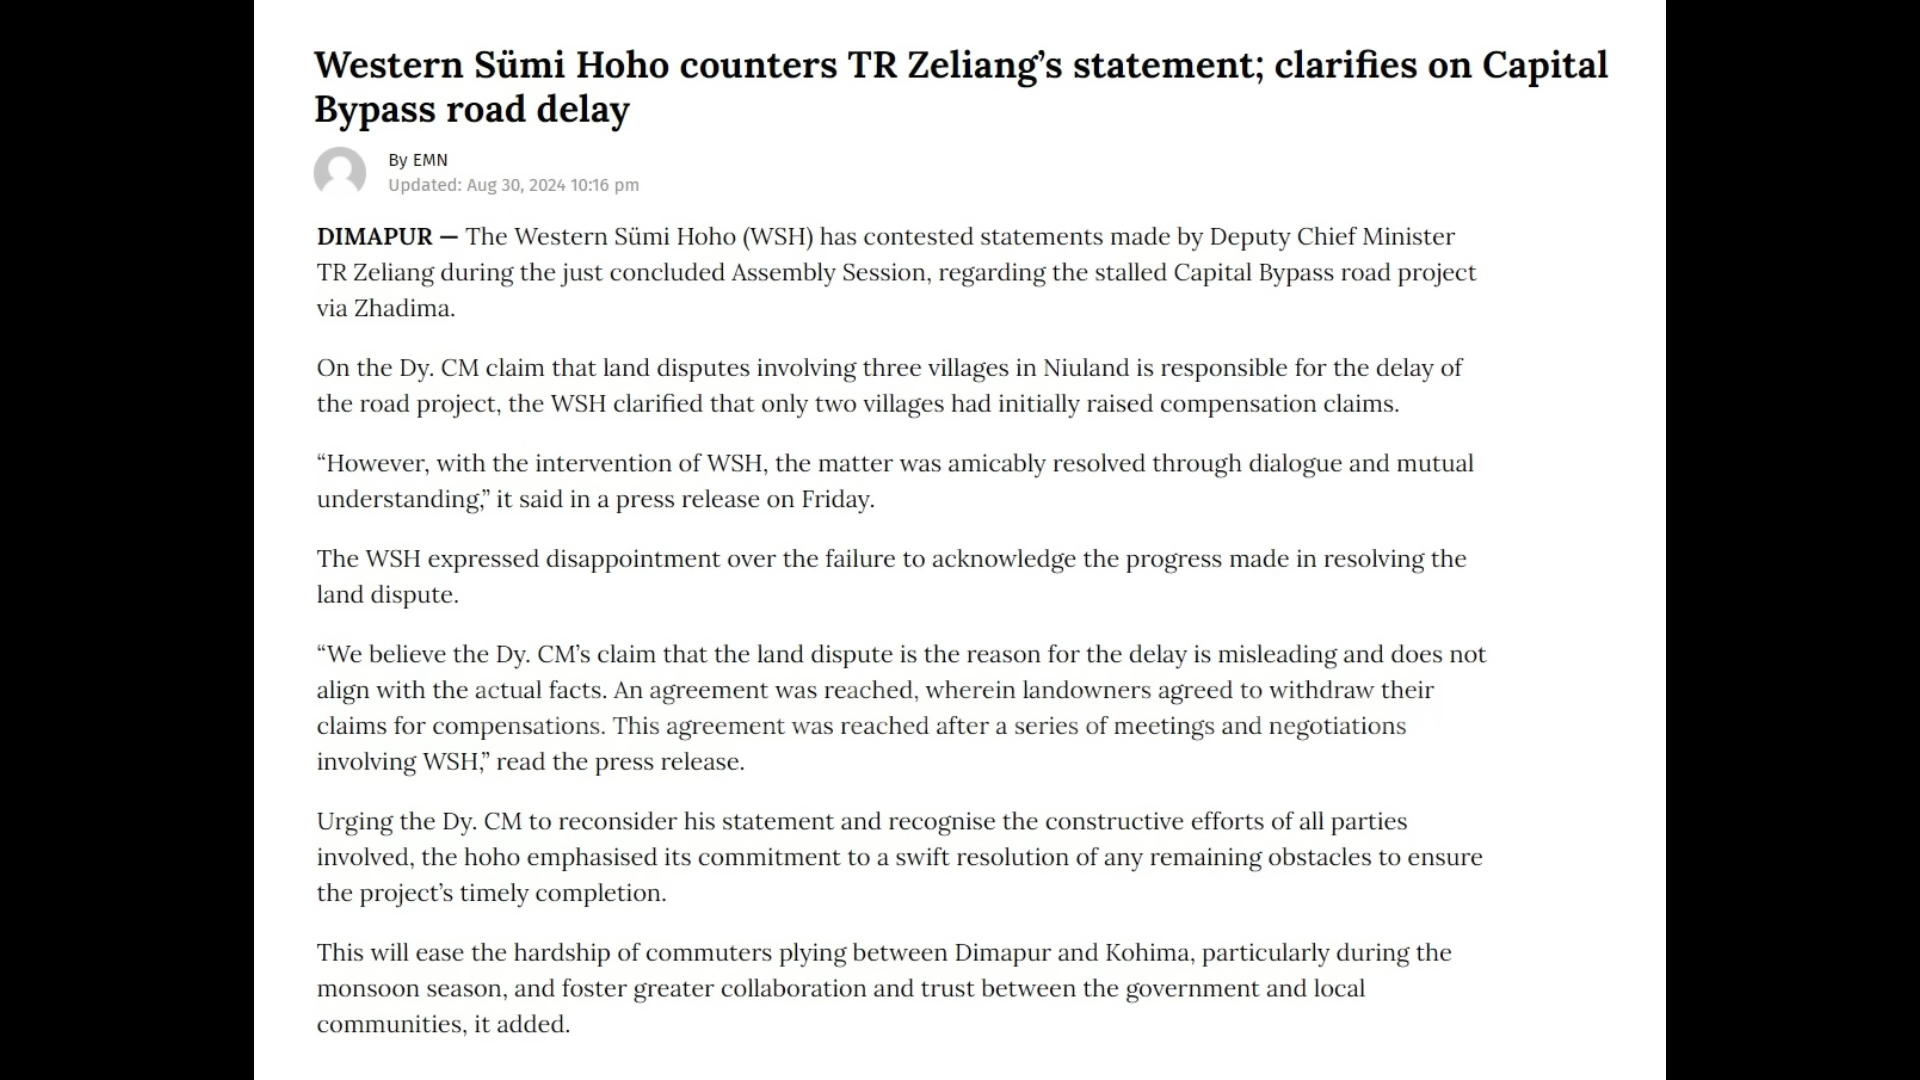 Western Sümi Hoho counters TR Zeliang’s statement; clarifies on Capital
Bypass road delay
By EMN
Updated: Aug 30, 2024 10:16 pm
DIMAPUR — The Western Sümi Hoho (WSH) has contested statements made by Deputy Chief Minister
TR Zeliang during the just concluded Assembly Session, regarding the stalled Capital Bypass road project
via Zhadima.
On the Dy. CM claim that land disputes involving three villages in Niuland is responsible for the delay of
the road project, the WSH clarified that only two villages had initially raised compensation claims.
“However, with the intervention of WSH, the matter was amicably resolved through dialogue and mutual
understanding,” it said in a press release on Friday.
The WSH expressed disappointment over the failure to acknowledge the progress made in resolving the
land dispute.
“We believe the Dy. CM’s claim that the land dispute is the reason for the delay is misleading and does not
align with the actual facts. An agreement was reached, wherein landowners agreed to withdraw their
claims for compensations. This agreement was reached after a series of meetings and negotiations
involving WSH,” read the press release.
Urging the Dy. CM to reconsider his statement and recognise the constructive efforts of all parties
involved, the hoho emphasised its commitment to a swift resolution of any remaining obstacles to ensure
the project’s timely completion.
This will ease the hardship of commuters plying between Dimapur and Kohima, particularly during the
monsoon season, and foster greater collaboration and trust between the government and local
communities, it added.